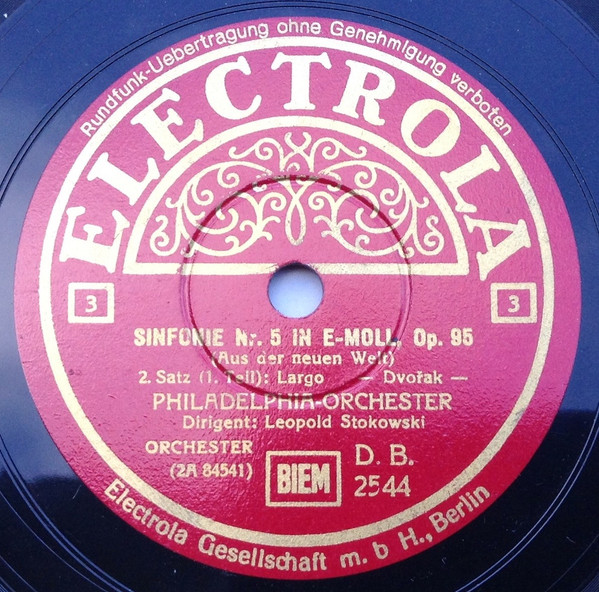 Rundfunk-Uebertragung ohne Genehmigung verboten
ELECTROLA
3
3
SINFONIE Nr. 5 IN E-MOLL, Op. 95
(Aus der neuen Welt)
2. Satz (1. Teil): Largo — Dvořak —
PHILADELPHIA-ORCHESTER
Dirigent: Leopold Stokowski
ORCHESTER
(2A 84541)
BIEM
D. B.
2544
Electrola Gesellschaft m. b H., Berlin